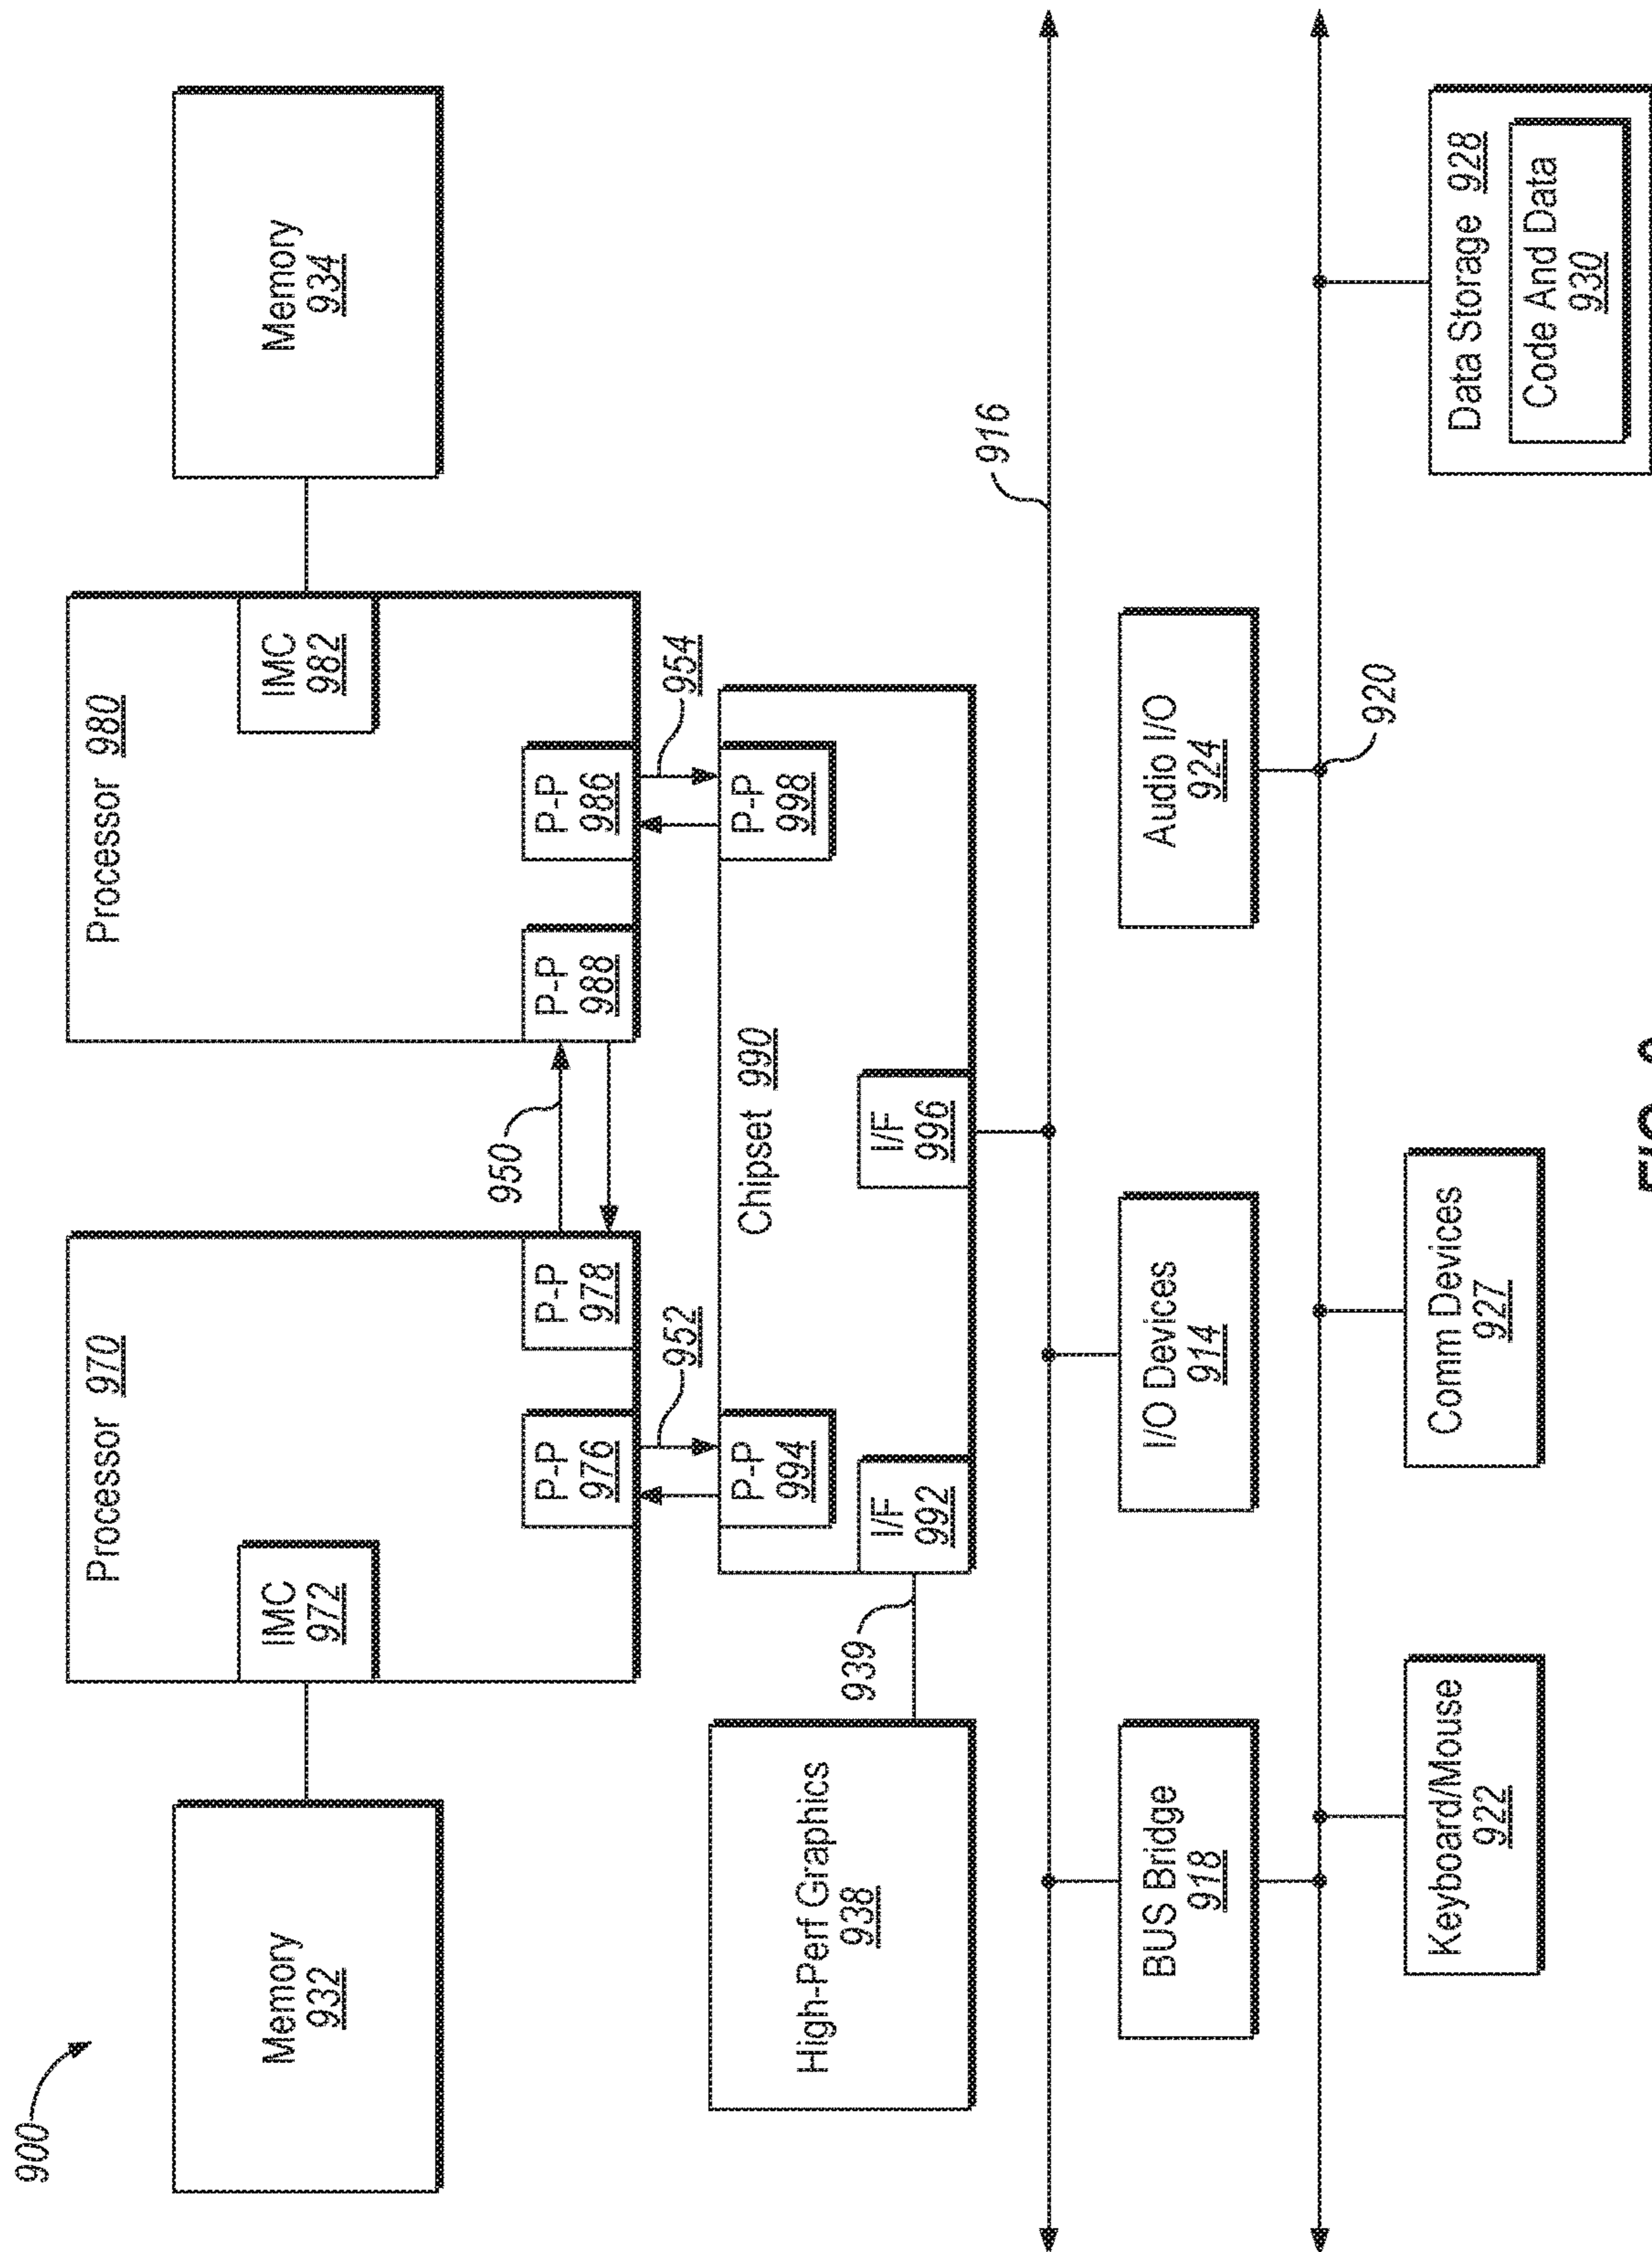 900
Memory
932
Processor 970
IMC
972
P-P
976
P-P
978
950
Processor 980
IMC
982
P-P
988
P-P
986
Memory
934
952
954
High-Perf Graphics
938
939
Chipset 990
P-P
994
P-P
998
I/F
992
I/F
996
916
BUS Bridge
918
I/O Devices
914
Audio I/O
924
920
Keyboard/Mouse
922
Comm Devices
927
Data Storage 928
Code And Data
930